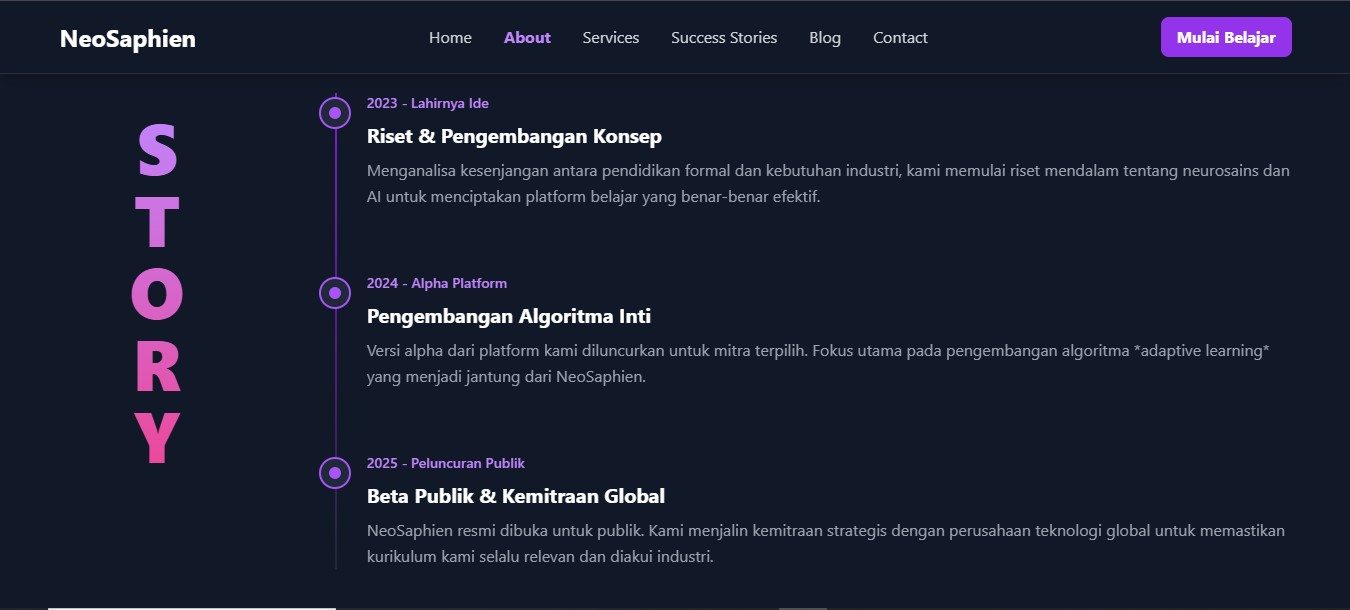 NeoSaphien
Home About Services Success Stories Blog Contact
Mulai Belajar
S
T
O
R
Y
2023 - Lahirnya Ide
Riset & Pengembangan Konsep
Menganalisa kesenjangan antara pendidikan formal dan kebutuhan industri, kami memulai riset mendalam tentang neurosains dan
AI untuk menciptakan platform belajar yang benar-benar efektif.
2024 - Alpha Platform
Pengembangan Algoritma Inti
Versi alpha dari platform kami diluncurkan untuk mitra terpilih. Fokus utama pada pengembangan algoritma *adaptive learning*
yang menjadi jantung dari NeoSaphien.
2025 - Peluncuran Publik
Beta Publik & Kemitraan Global
NeoSaphien resmi dibuka untuk publik. Kami menjalin kemitraan strategis dengan perusahaan teknologi global untuk memastikan
kurikulum kami selalu relevan dan diakui industri.